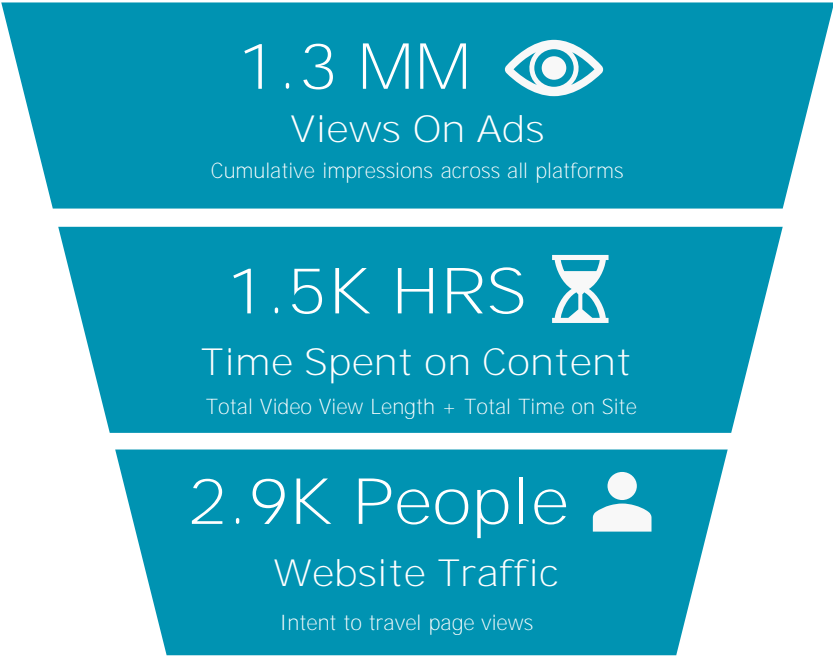 1.3 MM
Views On Ads
Cumulative impressions across all platforms
1.5K HRS
Time Spent on Content
Total Video View Length + Total Time on Site
2.9K People
Website Traffic
Intent to travel page views